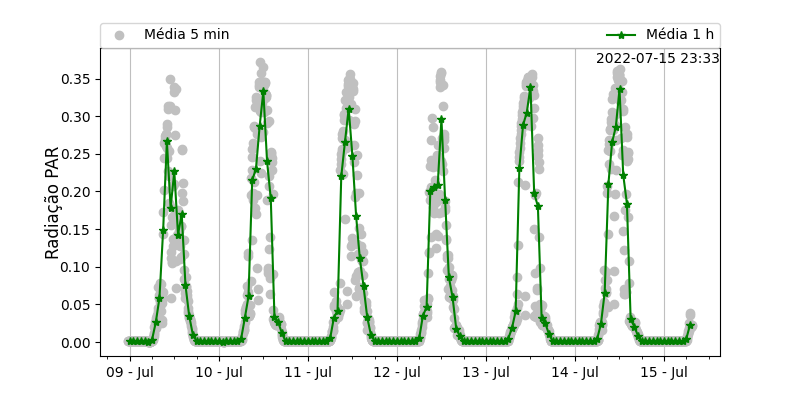 Média 5 min
Média 1 h
2022-07-15 23:33
Radiação PAR
0.35
0.30
0.25
0.20
0.15
0.10
0.05
0.00
09 - Jul
10 - Jul
11 - Jul
12 - Jul
13 - Jul
14 - Jul
15 - Jul